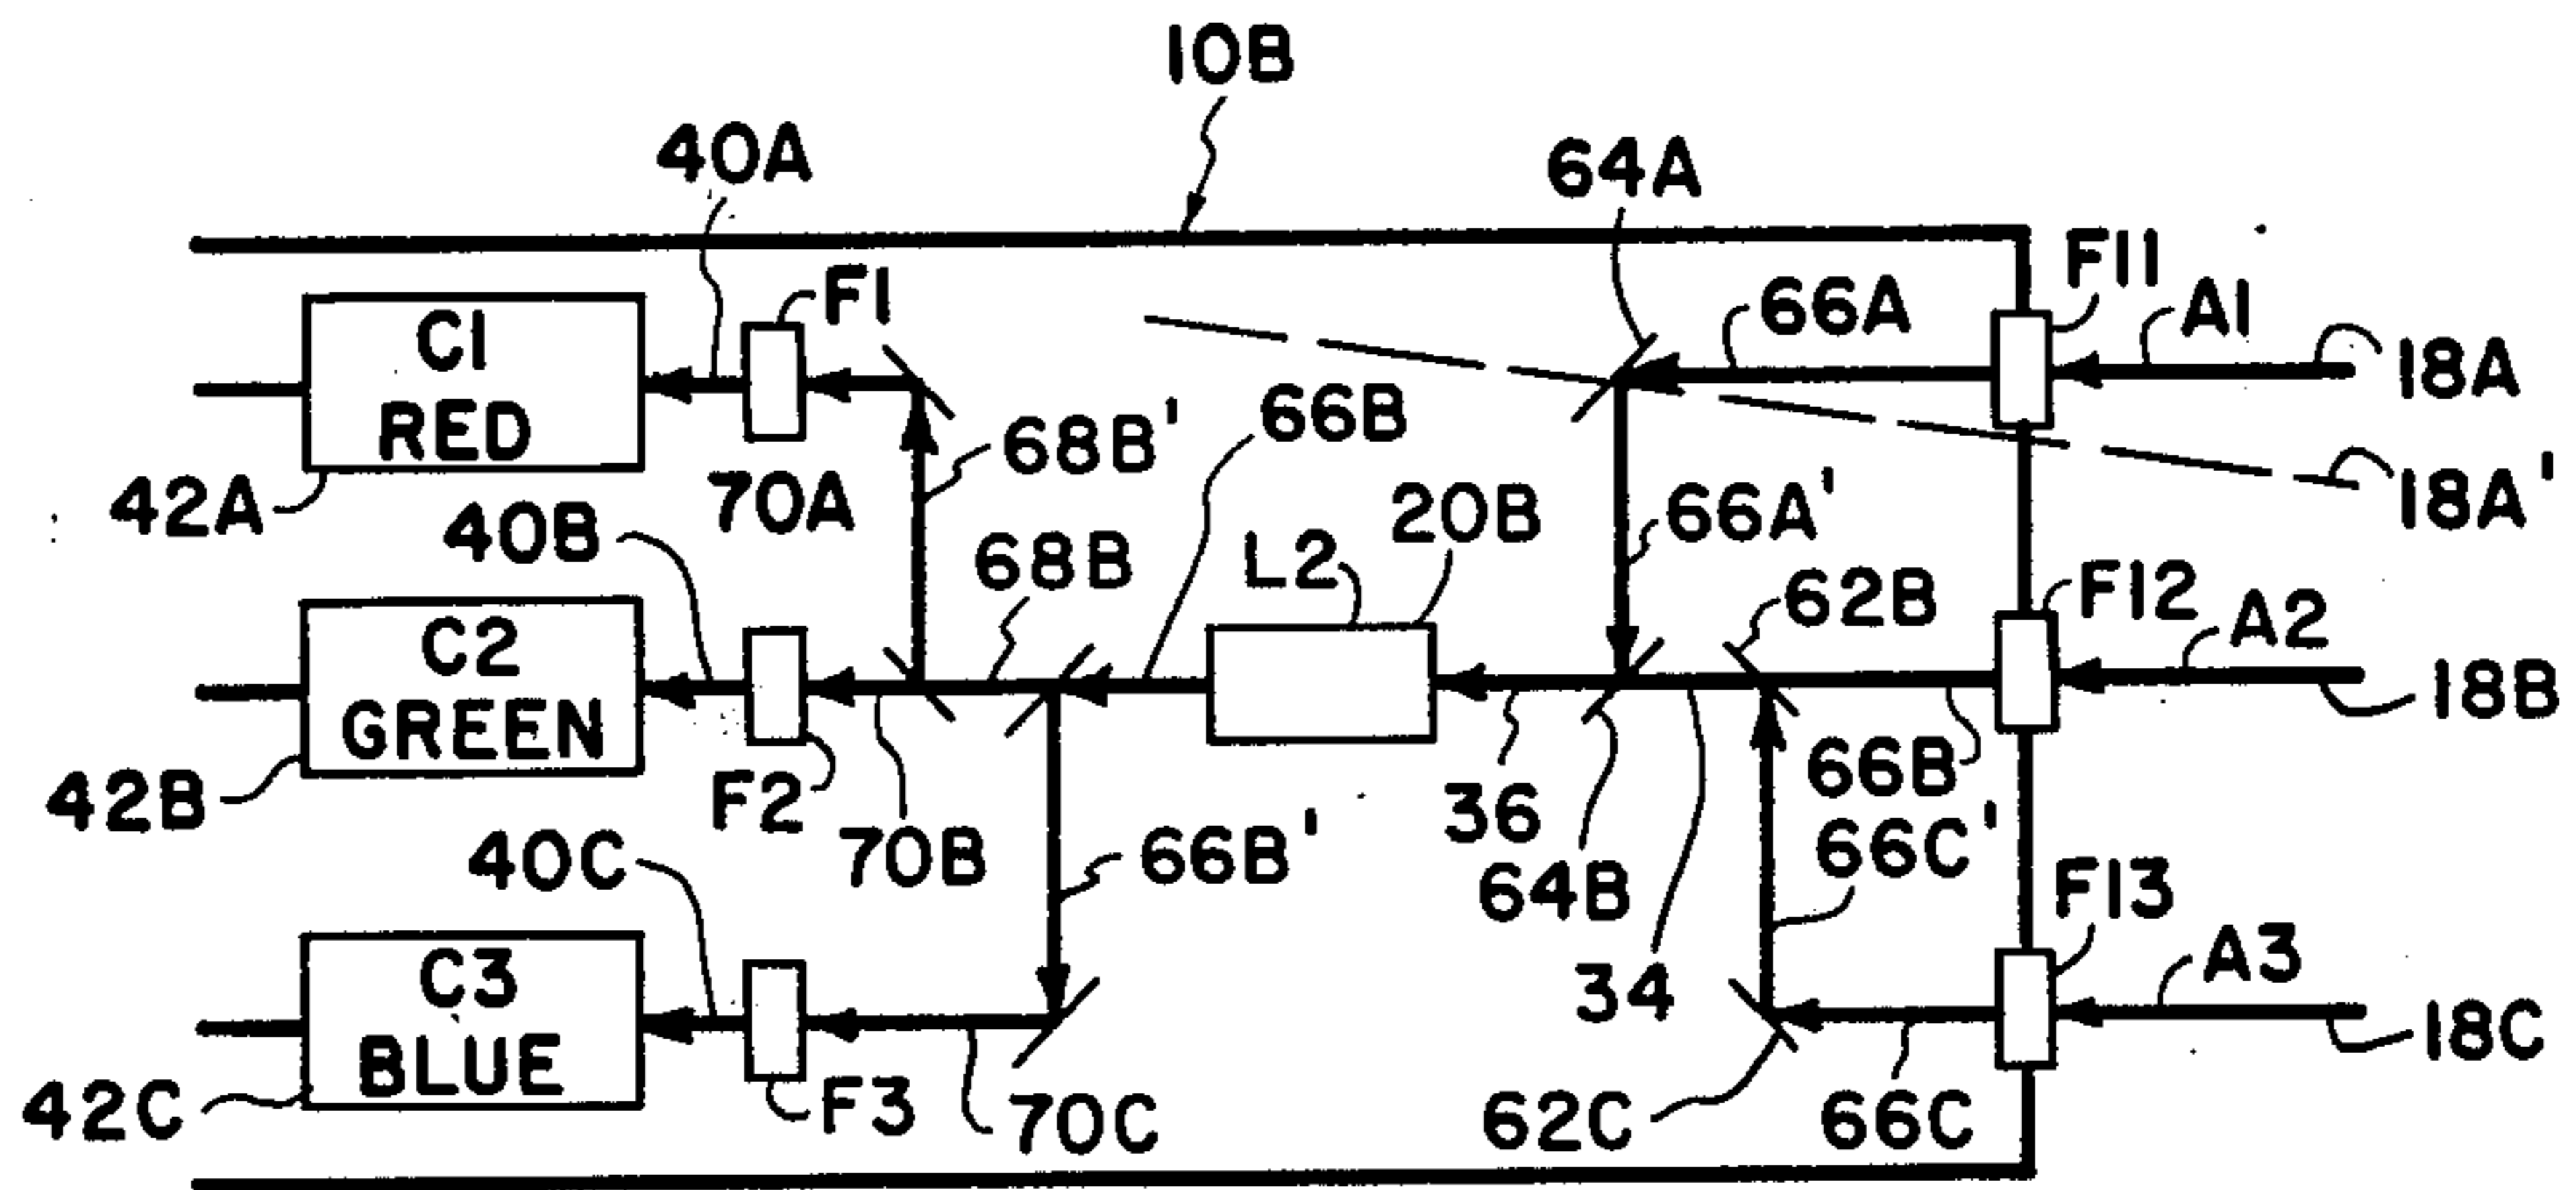 10B
40A
64A
F11
C1
RED
F1
66A
A1
18A
42A
70A
68B'
66B
66A'
18A'
40B
68B
L2
20B
62B
F12
A2
18B
C2
GREEN
42B
F2
70B
66B'
36
64B
34
66B
66C'
40C
F13
A3
18C
C3
BLUE
42C
F3
70C
62C
66C